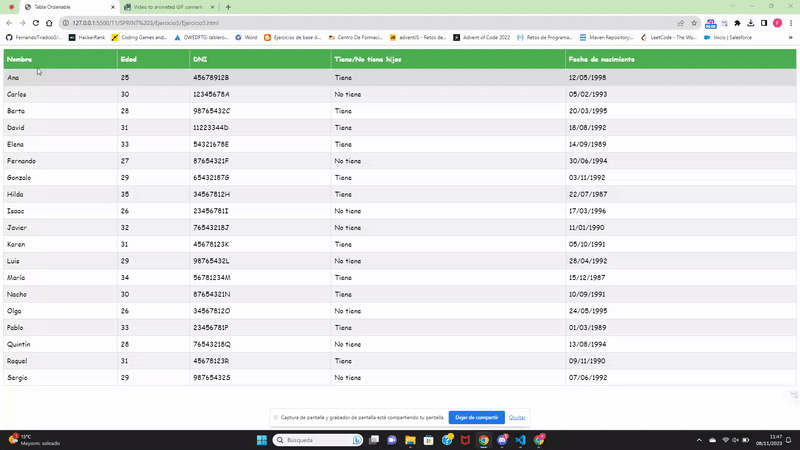 Tabla Ordenable
Video to animated GIF converter
127.0.0.1:5500/T1/SPRINT%205/Ejercicio5/Ejercicio5.html
FernandoTiradosG/...
HackerRank
Coding Games and...
DWESDFTG: tablero...
Word
Ejercicios de base d...
Centro De Formaci...
adventJS - Retos de...
Advent of Code 2022
Retos de Programa...
Maven Repository:...
LeetCode - The Wo...
Inicio | Salesforce
Nombre Edad DNI Tiene/No tiene hijos Fecha de nacimiento
Ana 25 45678912B Tiene 12/05/1998
Carlos 30 12345678A No tiene 05/02/1993
Berta 28 98765432C Tiene 20/03/1995
David 31 11223344D Tiene 18/08/1992
Elena 33 54321678E Tiene 14/09/1989
Fernando 27 87654321F No tiene 30/06/1994
Gonzalo 29 65432187G Tiene 03/11/1992
Hilda 35 34567812H Tiene 22/07/1987
Isaac 26 23456781I No tiene 17/03/1996
Javier 32 76543218J No tiene 11/01/1990
Karen 31 45678123K Tiene 05/10/1991
Luis 29 98765432L No tiene 28/04/1992
María 34 56781234M Tiene 15/12/1987
Nacho 30 87654321N Tiene 10/09/1991
Olga 26 34567812O No tiene 24/05/1995
Pablo 33 23456781P Tiene 01/03/1989
Quintín 28 76543218Q No tiene 13/08/1994
Raquel 31 45678123R Tiene 09/11/1990
Sergio 29 98765432S No tiene 07/06/1992
Captura de pantalla y grabador de pantalla está compartiendo tu pantalla.
Dejar de compartir
Ocultar
15°C
Mayorm. soleado
Búsqueda
11:47
08/11/2023